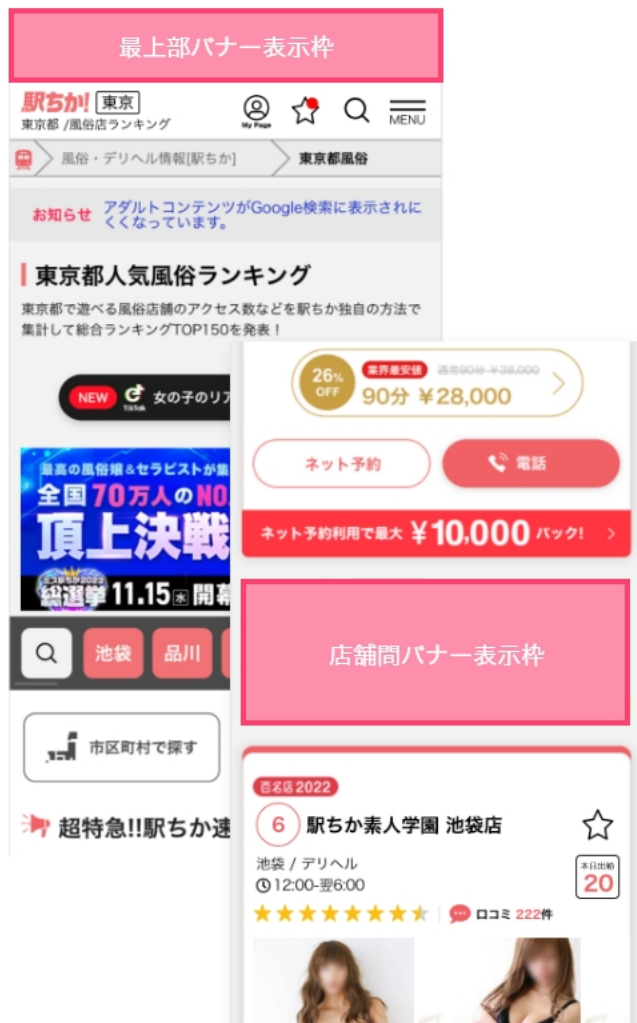 最上部バナー表示枠
駅ちか! 東京
東京都 /風俗店ランキング
My Page
MENU
風俗・デリヘル情報[駅ちか]
東京都風俗
お知らせ
アダルトコンテンツがGoogle検索に表示されに
くくなっています。
東京都人気風俗ランキング
東京都で遊べる風俗店舗のアクセス数などを駅ちか独自の方法で
集計して総合ランキングTOP150を発表！
NEW TikTok 女の子のリア
最高の風俗嬢&セラピストが集
全国70万人のNO.
頂上決戦
ミス駅ちか2023
総選挙 11.15水 開幕
池袋
品川
市区町村で探す
超特急!!駅ちか速
26% OFF
業界最安値 通常90分 ¥38,000
90分 ¥28,000
ネット予約
電話
ネット予約利用で最大 ¥10,000 バック!
店舗間バナー表示枠
百名店2022
6 駅ちか素人学園 池袋店
池袋 / デリヘル
12:00-翌6:00
本日出勤
20
口コミ 222件